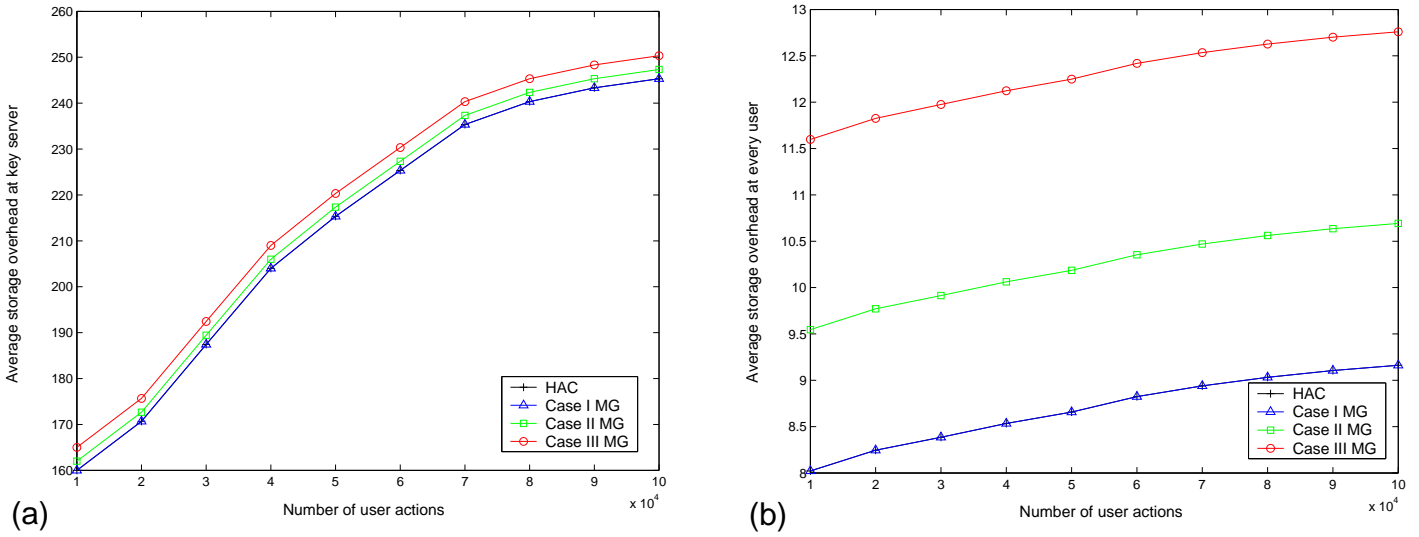 260
250
240
230
220
210
200
190
180
170
160
Average storage overhead at key server
HAC
Case I MG
Case II MG
Case III MG
1 2 3 4 5 6 7 8 9 10
x 10^4
Number of user actions
(a)
13
12.5
12
11.5
11
10.5
10
9.5
9
8.5
8
Average storage overhead at every user
HAC
Case I MG
Case II MG
Case III MG
1 2 3 4 5 6 7 8 9 10
x 10^4
Number of user actions
(b)